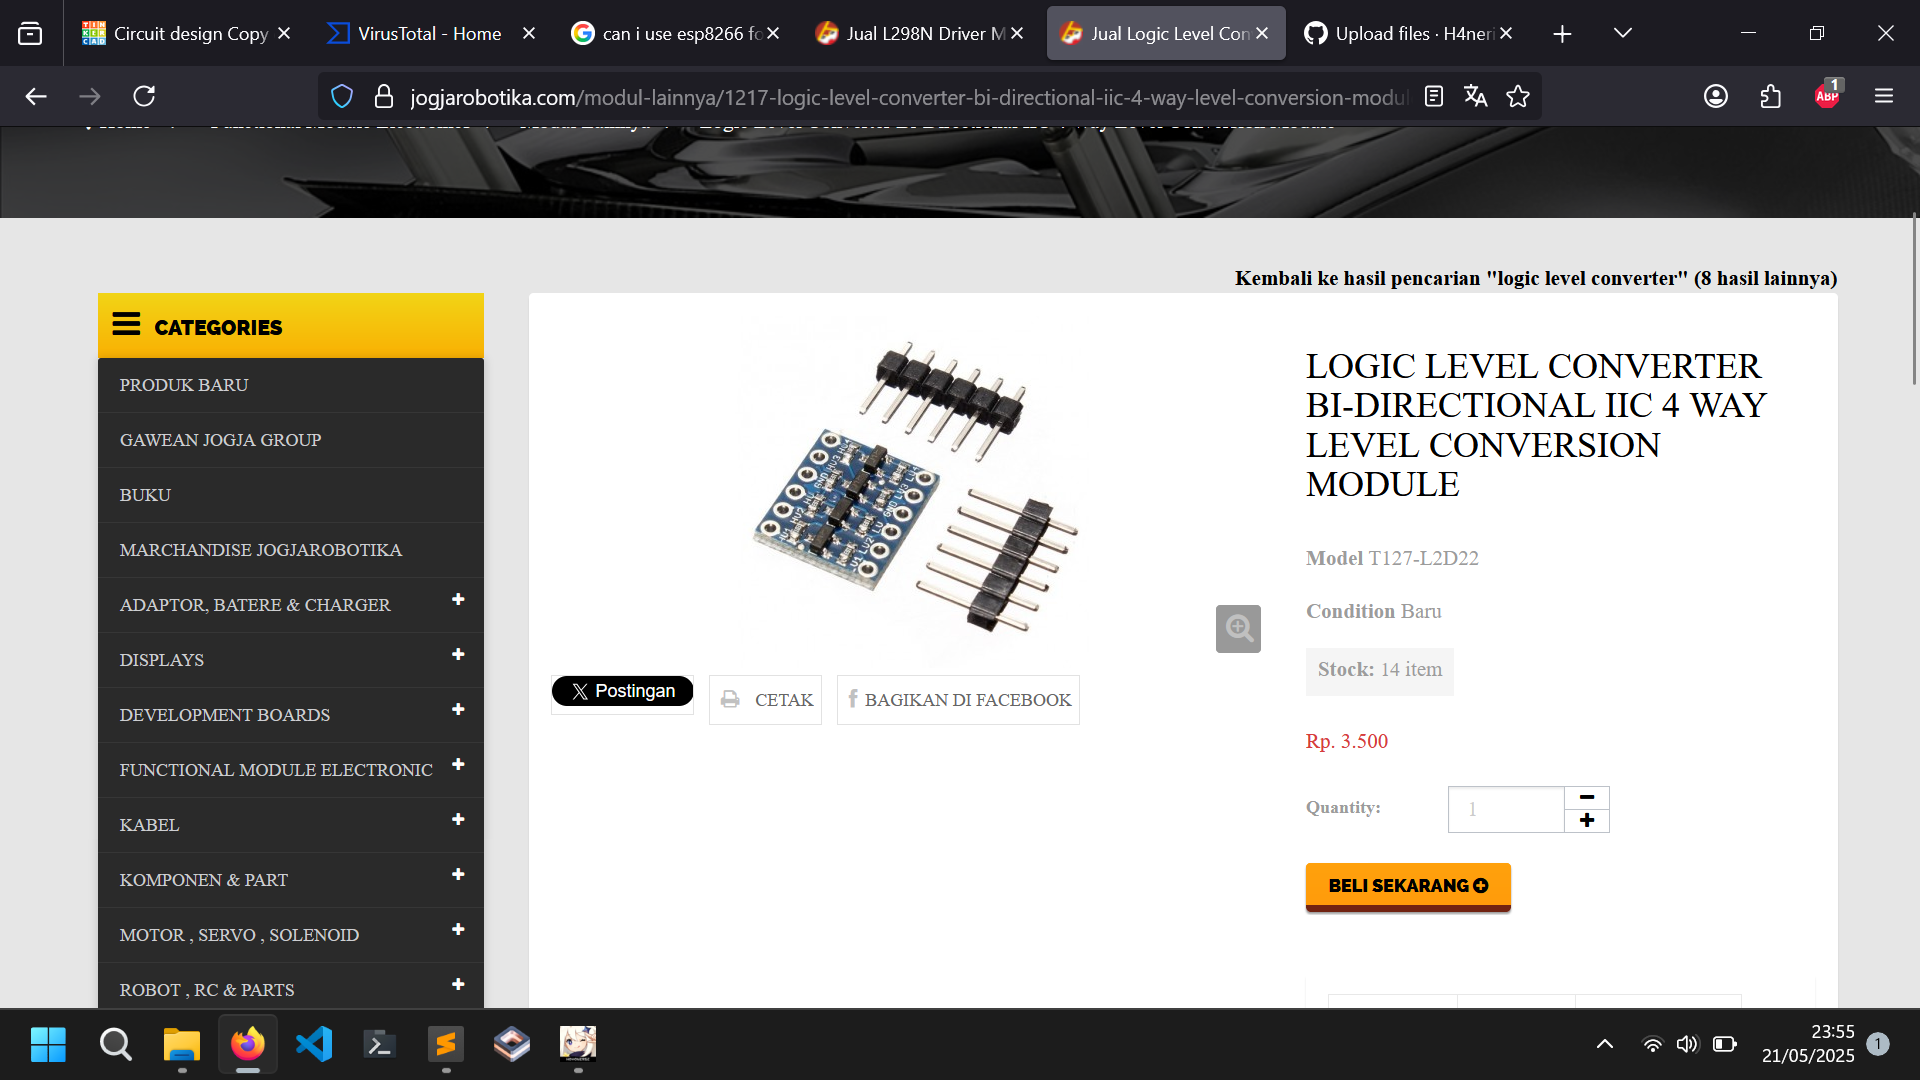 Circuit design Copy
VirusTotal - Home
can i use esp8266 fo
Jual L298N Driver M
Jual Logic Level Con
Upload files · H4neri
jogjarobotika.com/modul-lainnya/1217-logic-level-converter-bi-directional-iic-4-way-level-conversion-modul
ABP
1
Kembali ke hasil pencarian "logic level converter" (8 hasil lainnya)
CATEGORIES
PRODUK BARU
GAWEAN JOGJA GROUP
BUKU
MARCHANDISE JOGJAROBOTIKA
ADAPTOR, BATERE & CHARGER
DISPLAYS
DEVELOPMENT BOARDS
FUNCTIONAL MODULE ELECTRONIC
KABEL
KOMPONEN & PART
MOTOR , SERVO , SOLENOID
ROBOT , RC & PARTS
Postingan
CETAK
BAGIKAN DI FACEBOOK
LOGIC LEVEL CONVERTER
BI-DIRECTIONAL IIC 4 WAY
LEVEL CONVERSION
MODULE
Model T127-L2D22
Condition Baru
Stock: 14 item
Rp. 3.500
Quantity:
1
BELI SEKARANG
23:55
21/05/2025
1